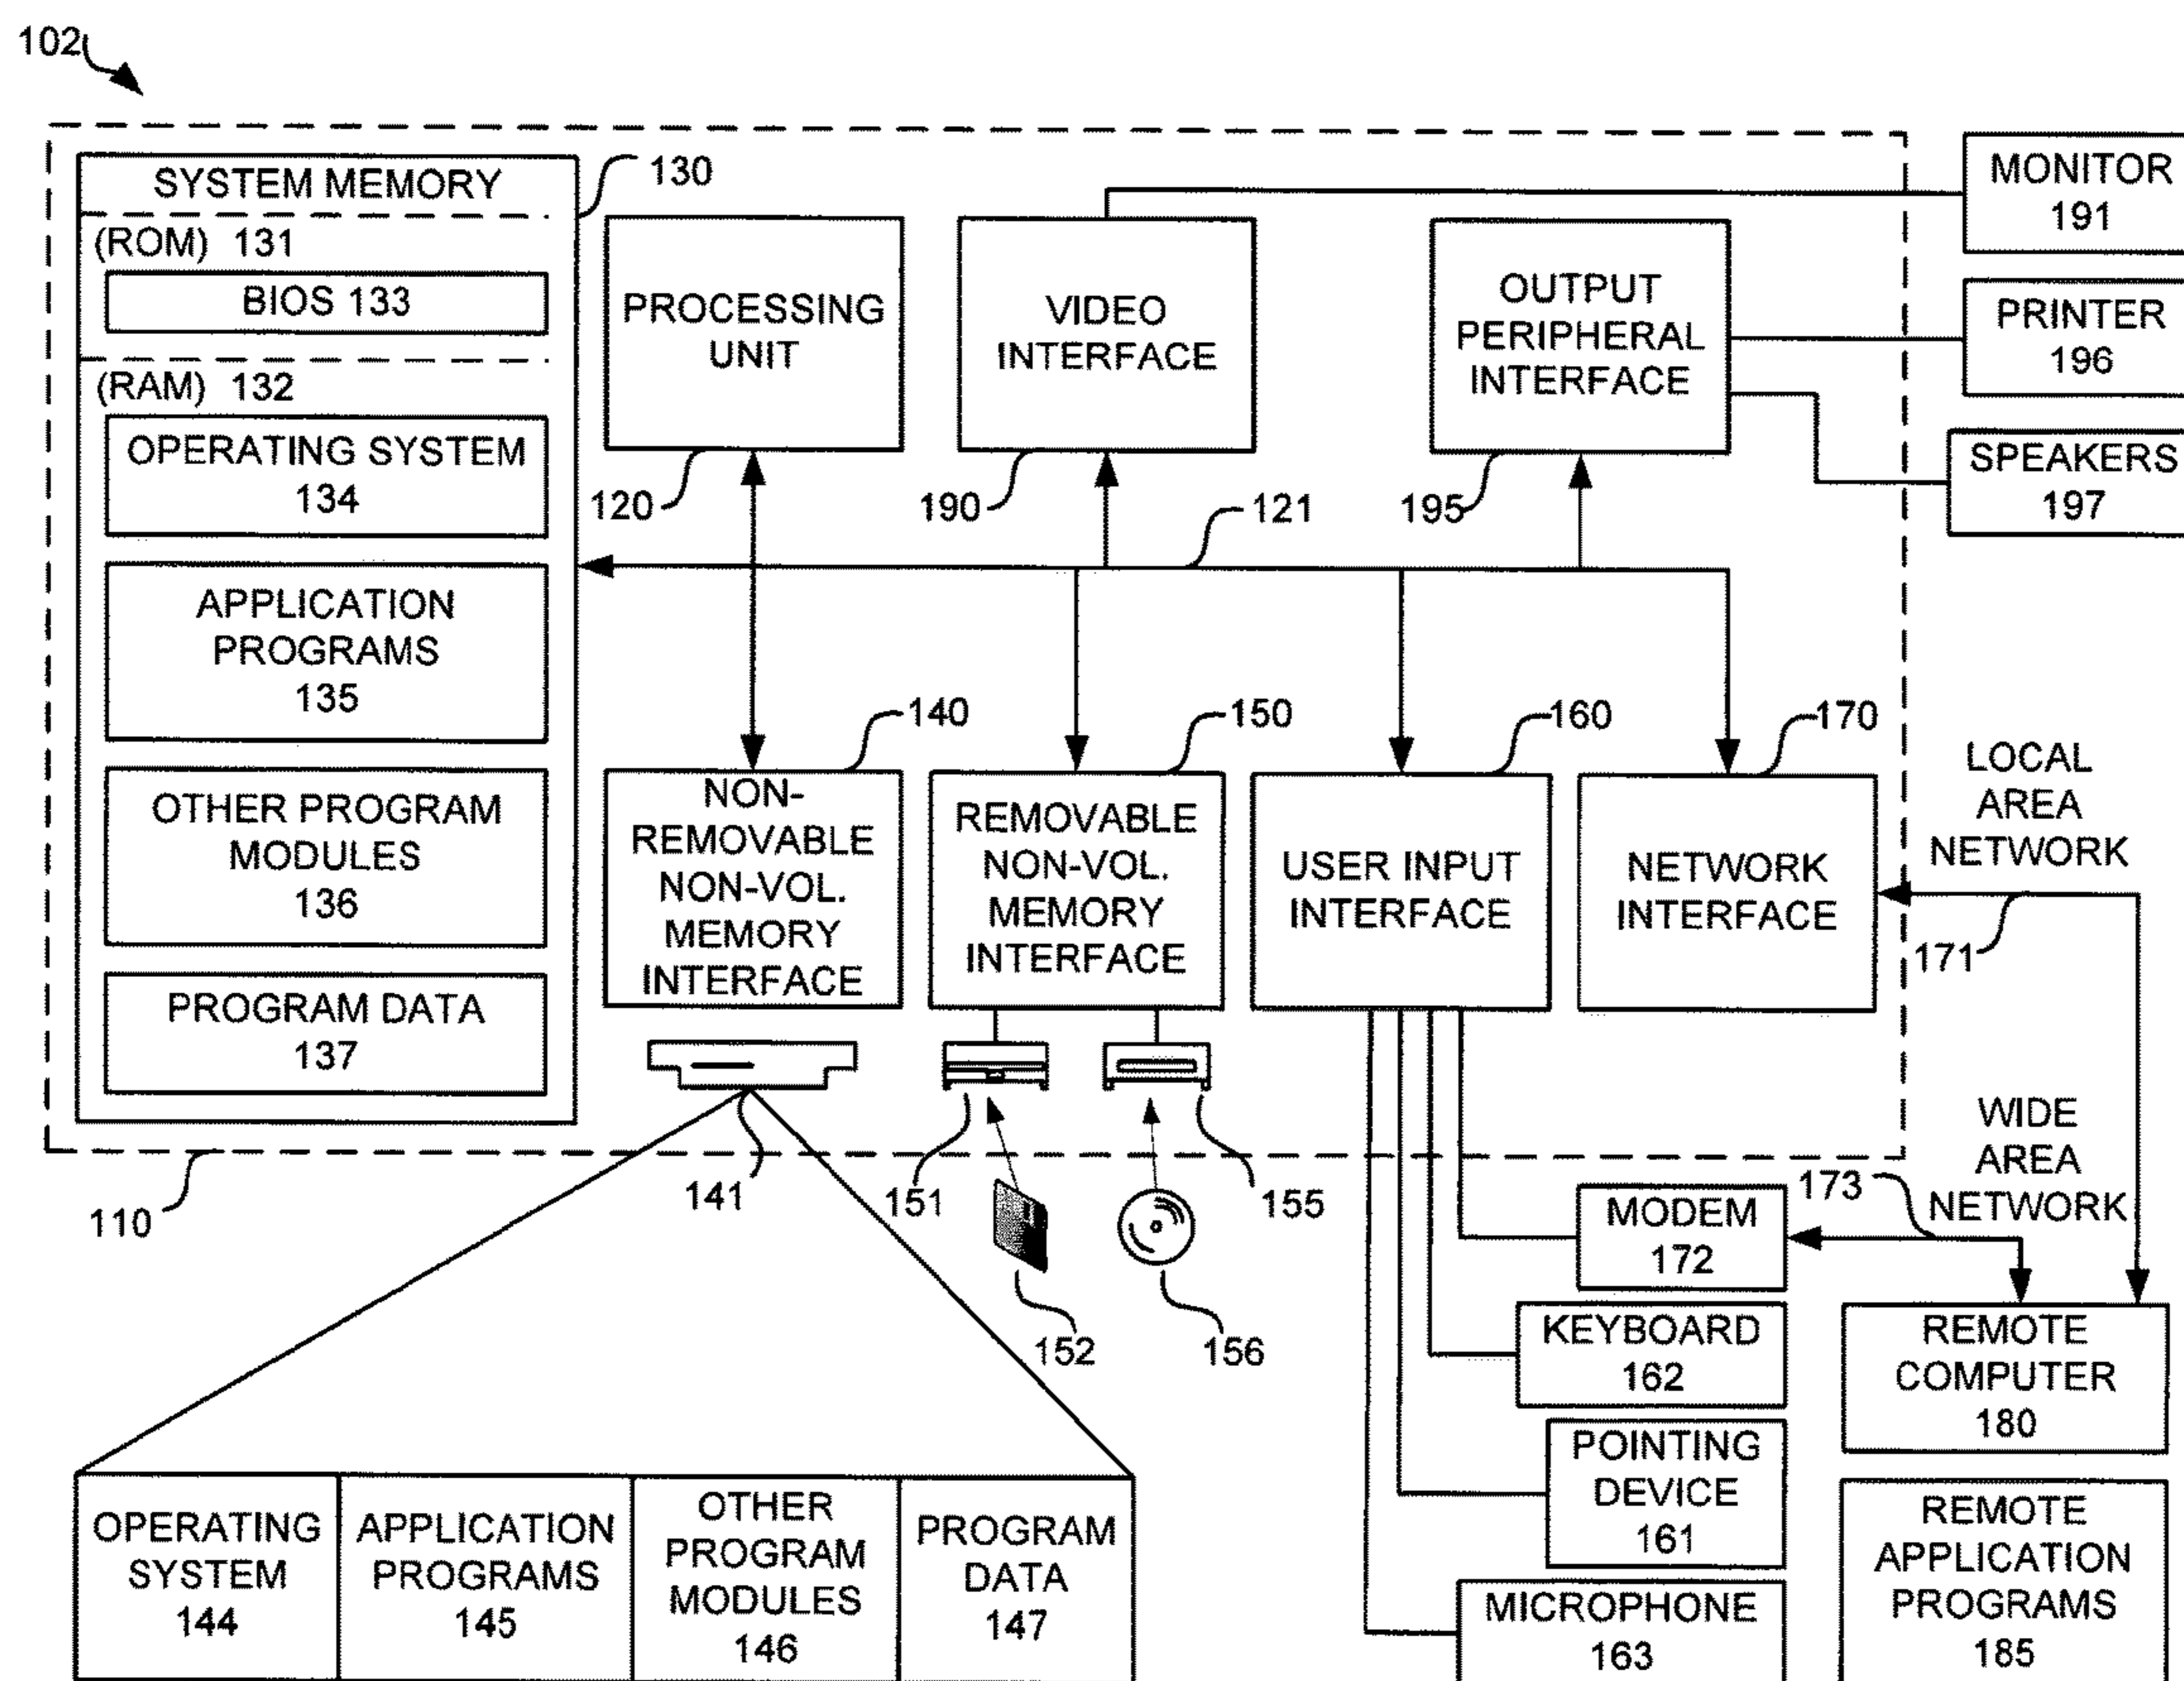 102
SYSTEM MEMORY
130
(ROM) 131
BIOS 133
(RAM) 132
OPERATING SYSTEM
134
APPLICATION
PROGRAMS
135
OTHER PROGRAM
MODULES
136
PROGRAM DATA
137
110
PROCESSING
UNIT
120
VIDEO
INTERFACE
190
121
OUTPUT
PERIPHERAL
INTERFACE
195
MONITOR
191
PRINTER
196
SPEAKERS
197
140
NON-
REMOVABLE
NON-VOL.
MEMORY
INTERFACE
150
REMOVABLE
NON-VOL.
MEMORY
INTERFACE
160
USER INPUT
INTERFACE
170
NETWORK
INTERFACE
LOCAL
AREA
NETWORK
171
141
151
152
155
156
WIDE
AREA
NETWORK
173
MODEM
172
KEYBOARD
162
POINTING
DEVICE
161
MICROPHONE
163
REMOTE
COMPUTER
180
REMOTE
APPLICATION
PROGRAMS
185
OPERATING
SYSTEM
144
APPLICATION
PROGRAMS
145
OTHER
PROGRAM
MODULES
146
PROGRAM
DATA
147